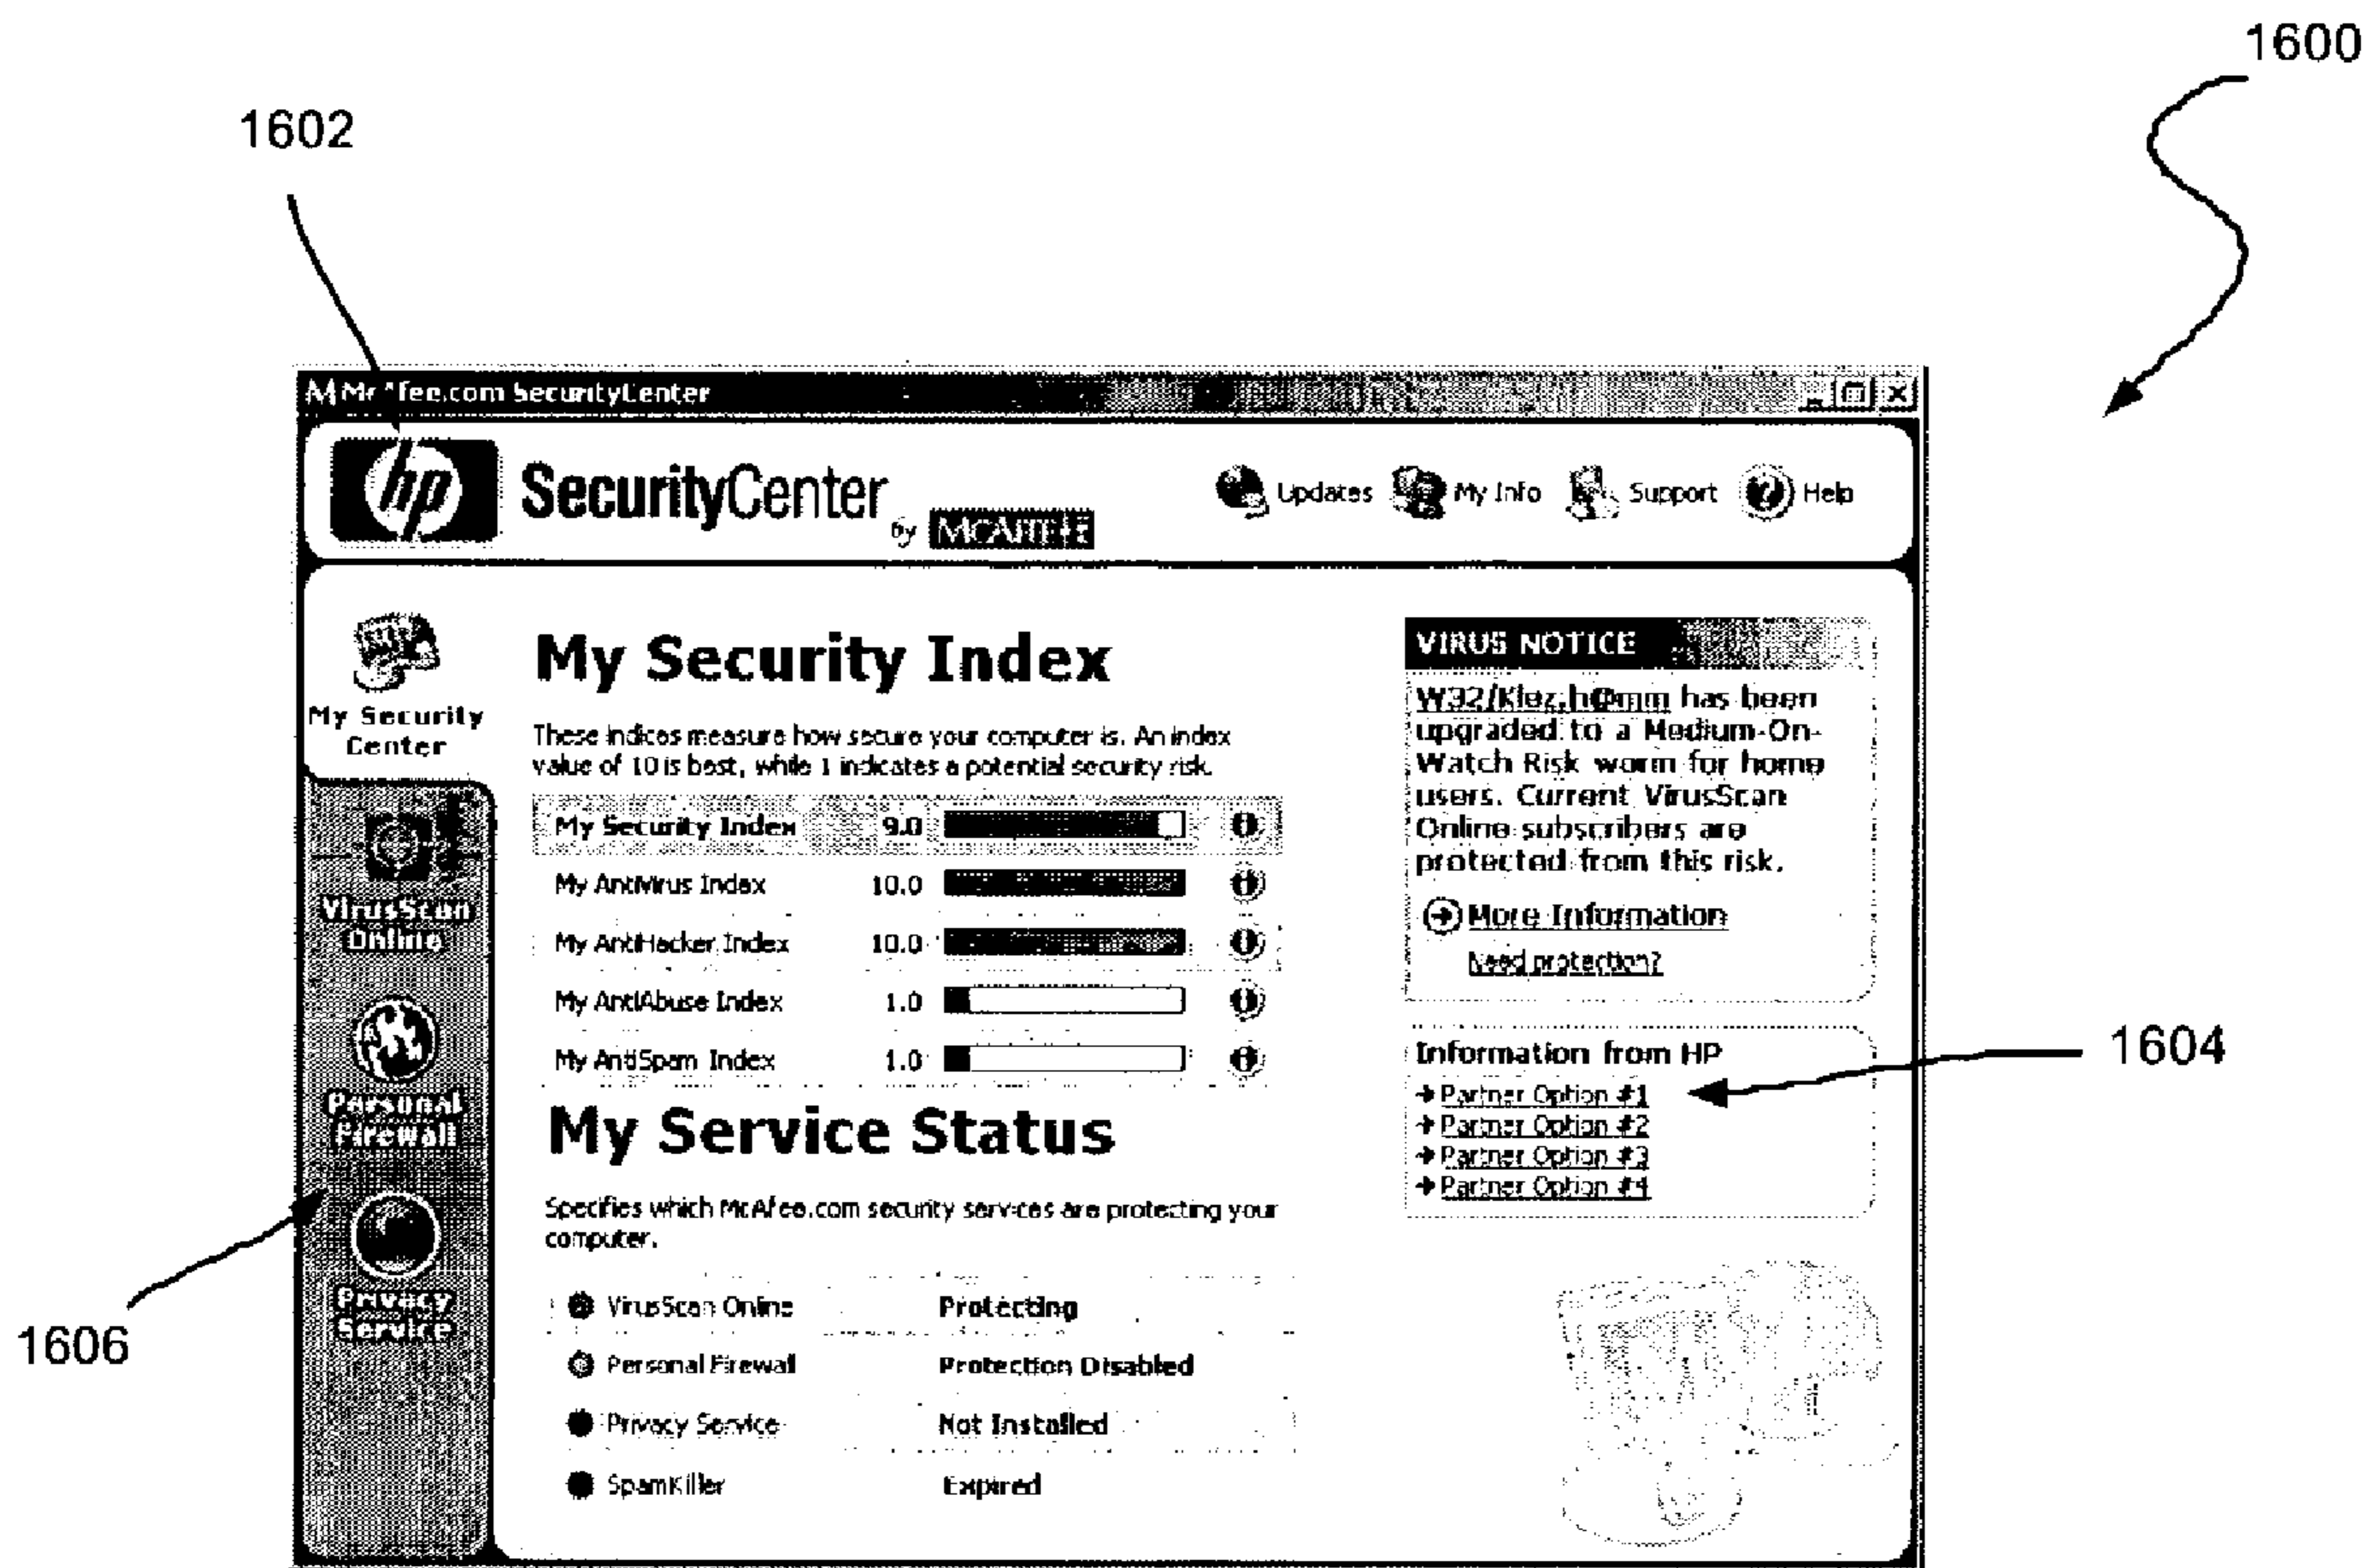 1600
1602
McAfee.com SecurityCenter
hp
SecurityCenter
by McAfee
Updates My Info Support Help
My Security
Center
VirusScan
Online
Personal
Firewall
Privacy
Service
My Security Index
These indices measure how secure your computer is. An index
value of 10 is best, while 1 indicates a potential security risk.
My Security Index 9.0
My AntiVirus Index 10.0
My AntiHacker Index 10.0
My AntiAbuse Index 1.0
My AntiSpam Index 1.0
My Service Status
Specifies which McAfee.com security services are protecting your
computer.
VirusScan Online Protecting
Personal Firewall Protection Disabled
Privacy Service Not Installed
SpamKiller Expired
VIRUS NOTICE
W32/Klez.h@mm has been
upgraded to a Medium-On-
Watch Risk worm for home
users. Current VirusScan
Online subscribers are
protected from this risk.
More Information
Need protection?
Information from HP
Partner Option #1
Partner Option #2
Partner Option #3
Partner Option #4
1604
1606